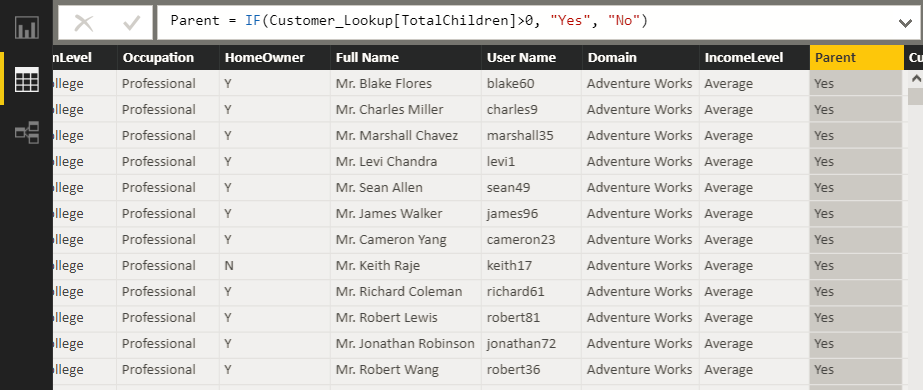 Parent = IF(Customer_Lookup[TotalChildren]>0, "Yes", "No")
nLevel Occupation HomeOwner Full Name User Name Domain IncomeLevel Parent Cu
llege Professional Y Mr. Blake Flores blake60 Adventure Works Average Yes
llege Professional Y Mr. Charles Miller charles9 Adventure Works Average Yes
llege Professional Y Mr. Marshall Chavez marshall35 Adventure Works Average Yes
llege Professional Y Mr. Levi Chandra levi1 Adventure Works Average Yes
llege Professional Y Mr. Sean Allen sean49 Adventure Works Average Yes
llege Professional Y Mr. James Walker james96 Adventure Works Average Yes
llege Professional Y Mr. Cameron Yang cameron23 Adventure Works Average Yes
llege Professional N Mr. Keith Raje keith17 Adventure Works Average Yes
llege Professional Y Mr. Richard Coleman richard61 Adventure Works Average Yes
llege Professional Y Mr. Robert Lewis robert81 Adventure Works Average Yes
llege Professional Y Mr. Jonathan Robinson jonathan72 Adventure Works Average Yes
llege Professional Y Mr. Robert Wang robert36 Adventure Works Average Yes